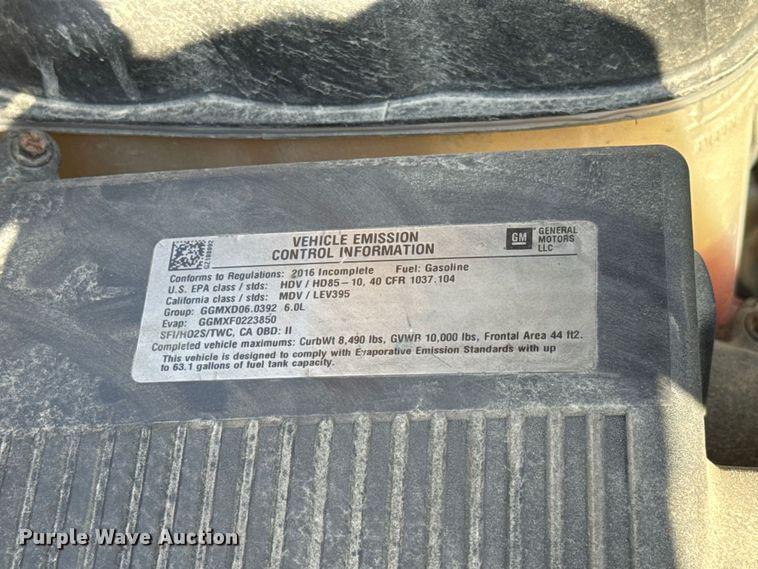 VEHICLE EMISSION
CONTROL INFORMATION
GM
GENERAL
MOTORS
LLC
Conforms to Regulations: 2016 Incomplete Fuel: Gasoline
U.S. EPA class / stds: HDV / HD85-10, 40 CFR 1037.104
California class / stds: MDV / LEV395
Group: GGMXD06.0392 6.0L
Evap: GGMXF0223850
SFI/HO2S/TWC, CA OBD: II
Completed vehicle maximums: CurbWt 8,490 lbs, GVWR 10,000 lbs, Frontal Area 44 ft2.
This vehicle is designed to comply with Evaporative Emission Standards with up
to 63.1 gallons of fuel tank capacity.
Purple Wave Auction